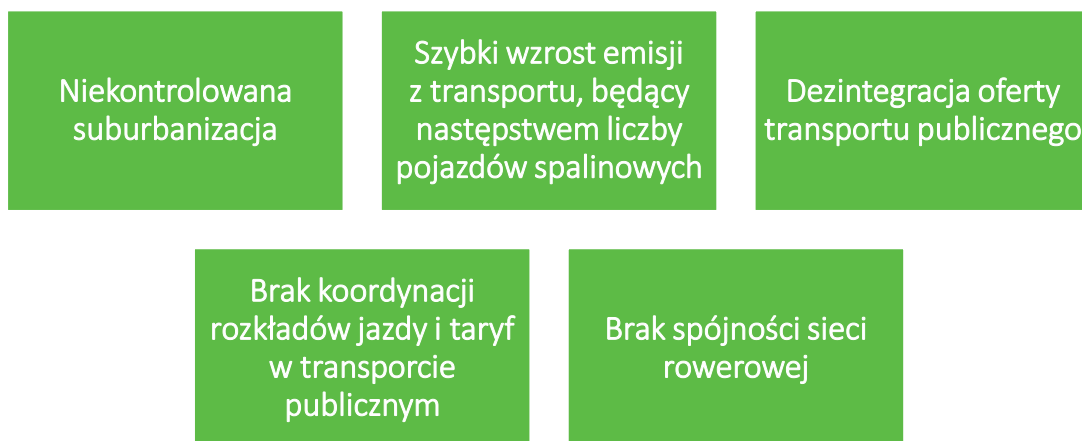 Niekontrolowana
suburbanizacja
Szybki wzrost emisji
z transportu, będący
następstwem liczby
pojazdów spalinowych
Dezintegracja oferty
transportu publicznego
Brak koordynacji
rozkładów jazdy i taryf
w transporcie
publicznym
Brak spójności sieci
rowerowej